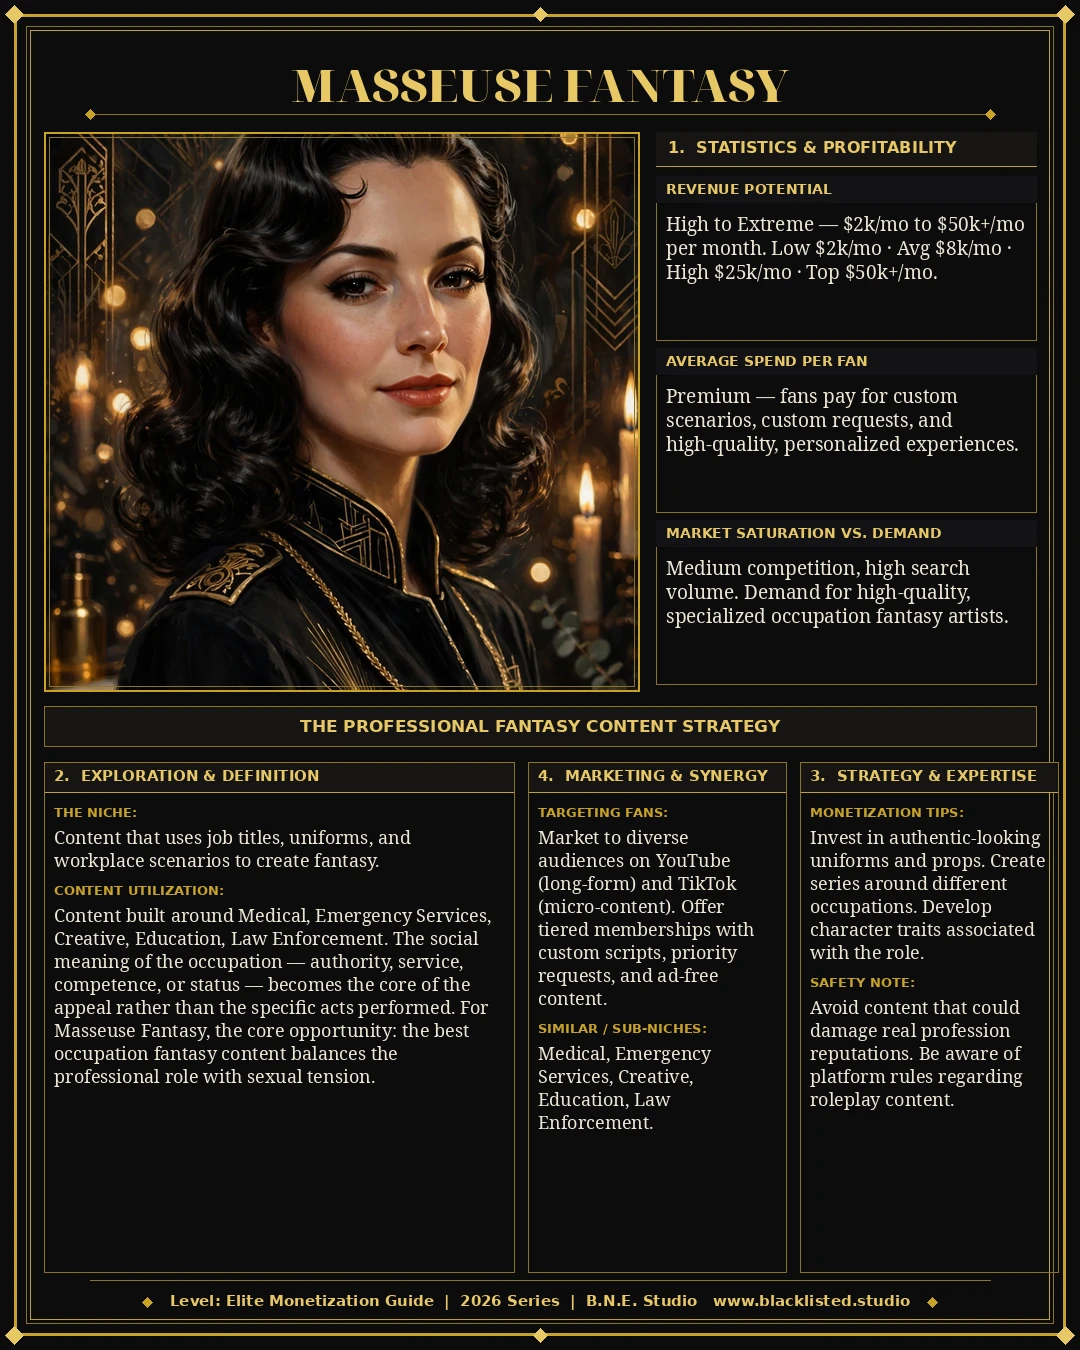 MASSEUSE FANTASY
1. STATISTICS & PROFITABILITY
REVENUE POTENTIAL
High to Extreme — $2k/mo to $50k+/mo
per month. Low $2k/mo · Avg $8k/mo ·
High $25k/mo · Top $50k+/mo.
AVERAGE SPEND PER FAN
Premium — fans pay for custom
scenarios, custom requests, and
high-quality, personalized experiences.
MARKET SATURATION VS. DEMAND
Medium competition, high search
volume. Demand for high-quality,
specialized occupation fantasy artists.
THE PROFESSIONAL FANTASY CONTENT STRATEGY
2. EXPLORATION & DEFINITION
THE NICHE:
Content that uses job titles, uniforms, and
workplace scenarios to create fantasy.
CONTENT UTILIZATION:
Content built around Medical, Emergency Services,
Creative, Education, Law Enforcement. The social
meaning of the occupation — authority, service,
competence, or status — becomes the core of the
appeal rather than the specific acts performed. For
Masseuse Fantasy, the core opportunity: the best
occupation fantasy content balances the
professional role with sexual tension.
4. MARKETING & SYNERGY
TARGETING FANS:
Market to diverse
audiences on YouTube
(long-form) and TikTok
(micro-content). Offer
tiered memberships with
custom scripts, priority
requests, and ad-free
content.
SIMILAR / SUB-NICHES:
Medical, Emergency
Services, Creative,
Education, Law
Enforcement.
3. STRATEGY & EXPERTISE
MONETIZATION TIPS:
Invest in authentic-looking
uniforms and props. Create
series around different
occupations. Develop
character traits associated
with the role.
SAFETY NOTE:
Avoid content that could
damage real profession
reputations. Be aware of
platform rules regarding
roleplay content.
Level: Elite Monetization Guide | 2026 Series | B.N.E. Studio www.blacklisted.studio